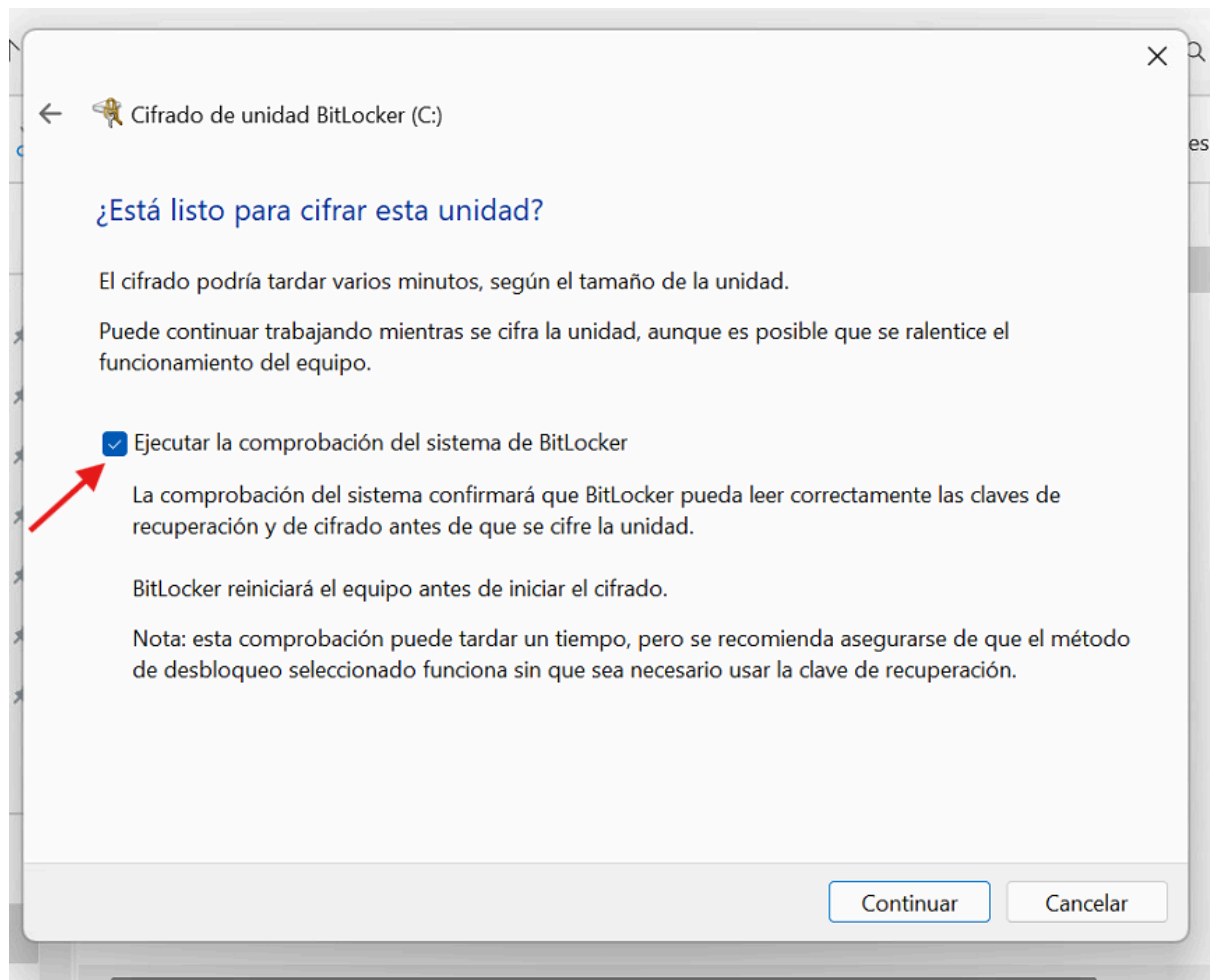 Cifrado de unidad BitLocker (C:)
es
¿Está listo para cifrar esta unidad?
El cifrado podría tardar varios minutos, según el tamaño de la unidad.
Puede continuar trabajando mientras se cifra la unidad, aunque es posible que se ralentice el
funcionamiento del equipo.
Ejecutar la comprobación del sistema de BitLocker
La comprobación del sistema confirmará que BitLocker pueda leer correctamente las claves de
recuperación y de cifrado antes de que se cifre la unidad.
BitLocker reiniciará el equipo antes de iniciar el cifrado.
Nota: esta comprobación puede tardar un tiempo, pero se recomienda asegurarse de que el método
de desbloqueo seleccionado funciona sin que sea necesario usar la clave de recuperación.
Continuar
Cancelar